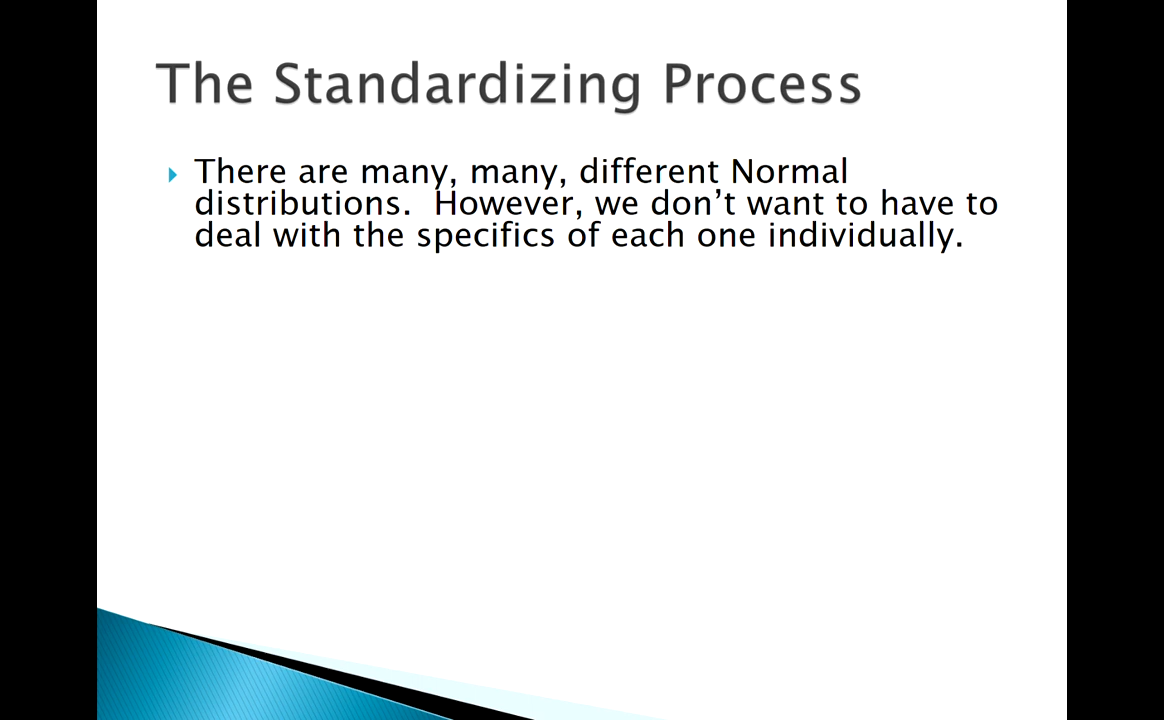 The Standardizing Process
There are many, many, different Normal
distributions.  However, we don’t want to have to
deal with the specifics of each one individually.